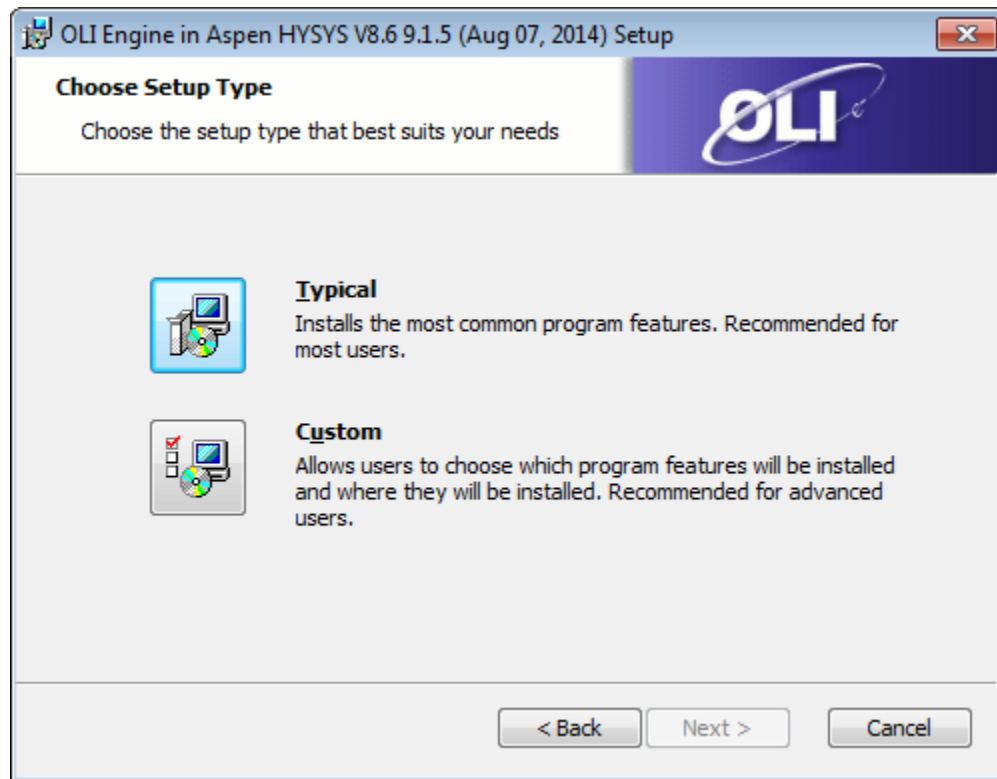 OLI Engine in Aspen HYSYS V8.6 9.1.5 (Aug 07, 2014) Setup
Choose Setup Type
Choose the setup type that best suits your needs
OLI
Typical
Installs the most common program features. Recommended for
most users.
Custom
Allows users to choose which program features will be installed
and where they will be installed. Recommended for advanced
users.
< Back
Next >
Cancel